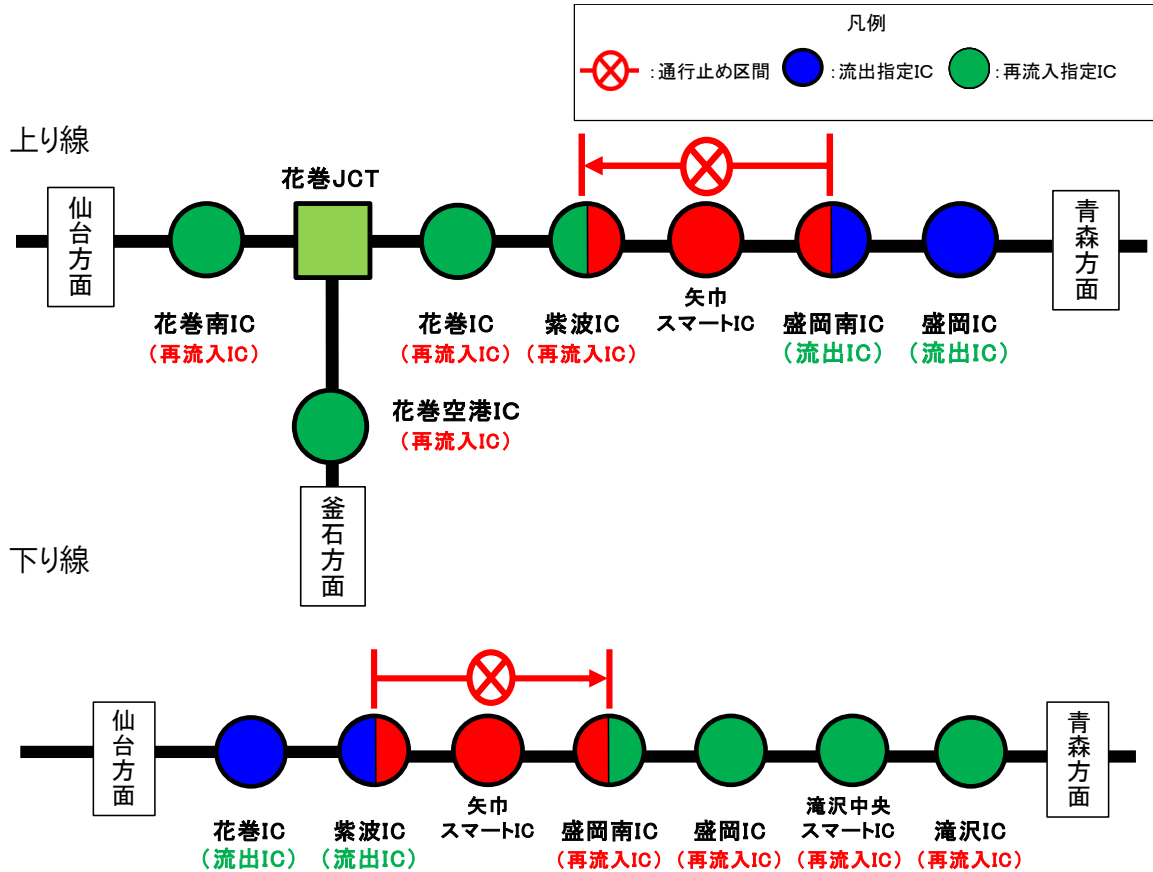 凡例
:通行止め区間
:流出指定IC
:再流入指定IC
上り線
仙台方面
花巻南IC
(再流入IC)
花巻JCT
花巻IC
(再流入IC)
紫波IC
(再流入IC)
矢巾
スマートIC
盛岡南IC
(流出IC)
盛岡IC
(流出IC)
青森方面
花巻空港IC
(再流入IC)
釜石方面
下り線
仙台方面
花巻IC
(流出IC)
紫波IC
(流出IC)
矢巾
スマートIC
盛岡南IC
(再流入IC)
盛岡IC
(再流入IC)
滝沢中央
スマートIC
(再流入IC)
滝沢IC
(再流入IC)
青森方面